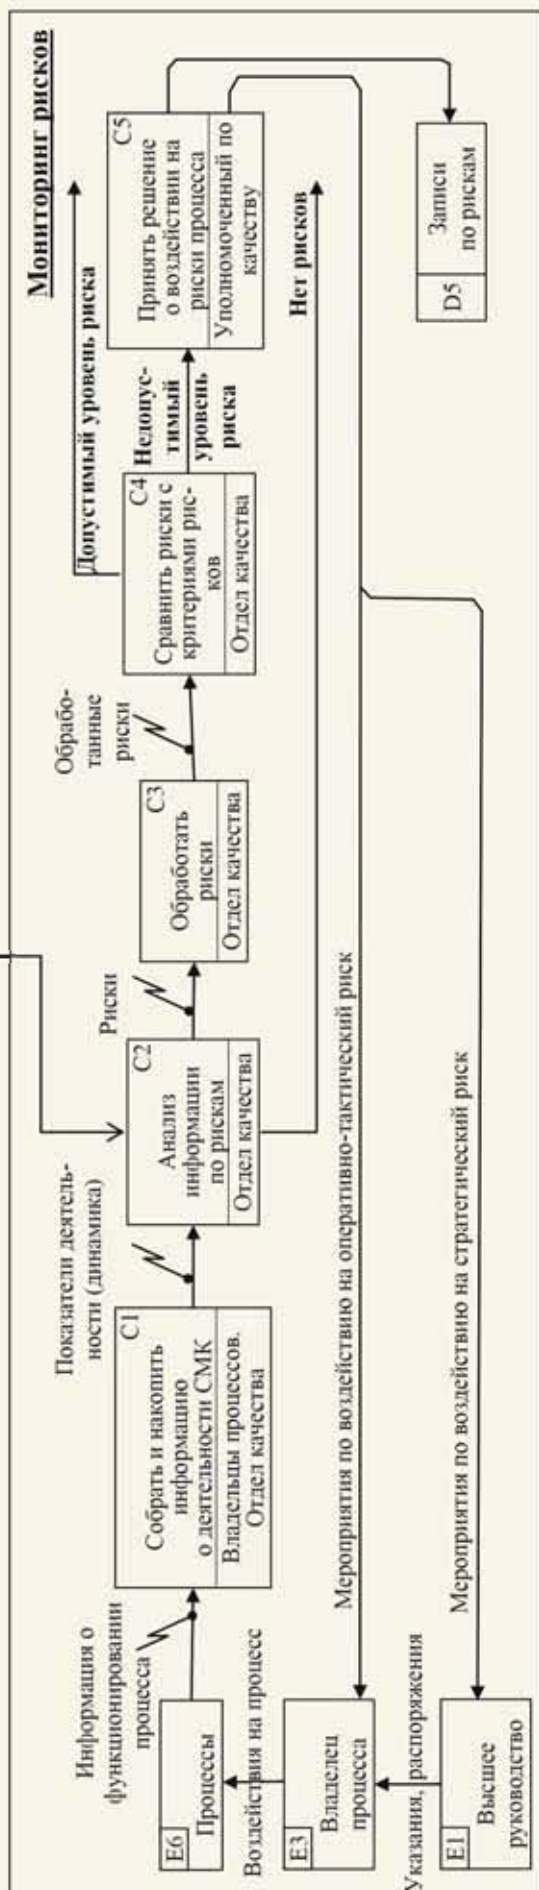 Мониторинг рисков
Информация о
функционировании
процесса
E6
Процессы
Воздействия на процесс
E3
Владелец
процесса
Указания, распоряжения
E1
Высшее
руководство
C1
Собрать и накопить
информацию
о деятельности СМК
Владельцы процессов.
Отдел качества
Показатели деятель-
ности (динамика)
C2
Анализ
информации
по рискам
Отдел качества
Риски
C3
Обработать
риски
Отдел качества
Обрабо-
танные
риски
C4
Сравнить риски с
критериями рис-
ков
Отдел качества
Допустимый уровень риска
Недопус-
тимый
уровень
риска
C5
Принять решение
о воздействии на
риски процесса
Уполномоченный по
качеству
Нет рисков
Мероприятия по воздействию на оперативно-тактический риск
Мероприятия по воздействию на стратегический риск
D5
Записи
по рискам